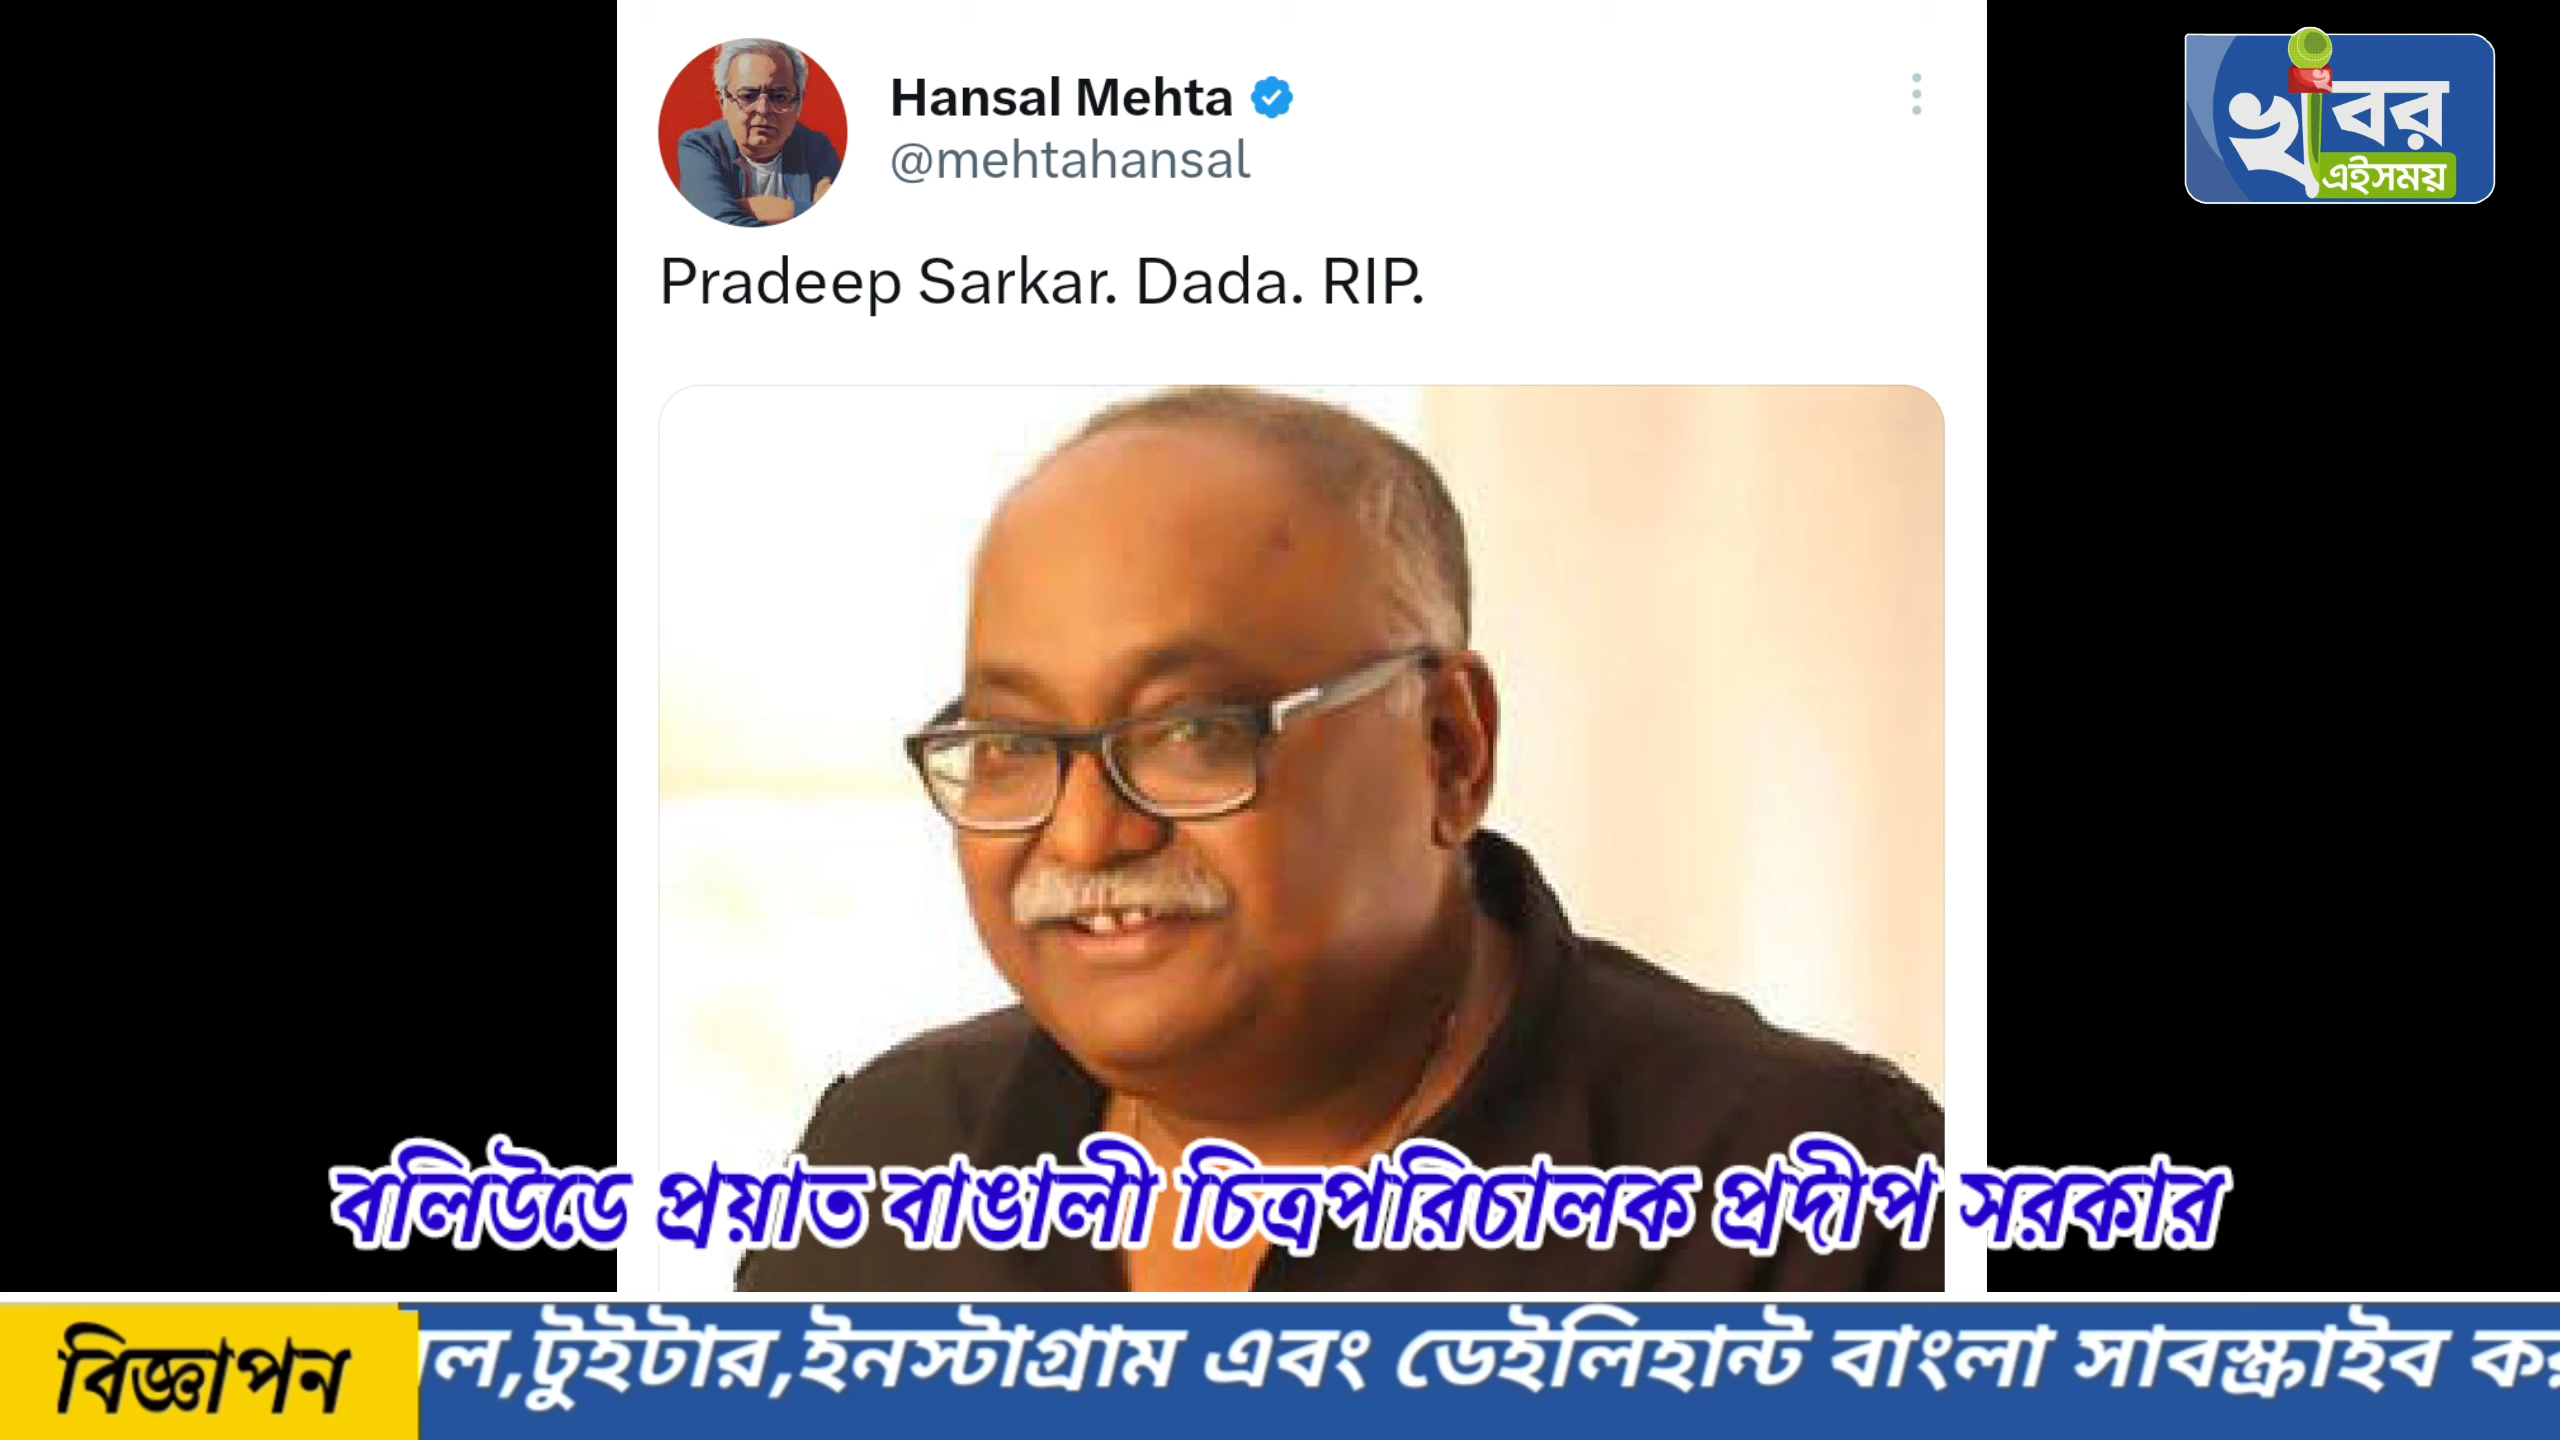 Hansal Mehta
@mehtahansal
খবর
এইসময়
Pradeep Sarkar. Dada. RIP.
বলিউডে প্রয়াত বাঙালী চিত্রপরিচালক প্রদীপ সরকার
বিজ্ঞাপন
,টুইটার,ইনস্টাগ্রাম এবং ডেইলিহান্ট বাংলা সাবস্ক্রাইব